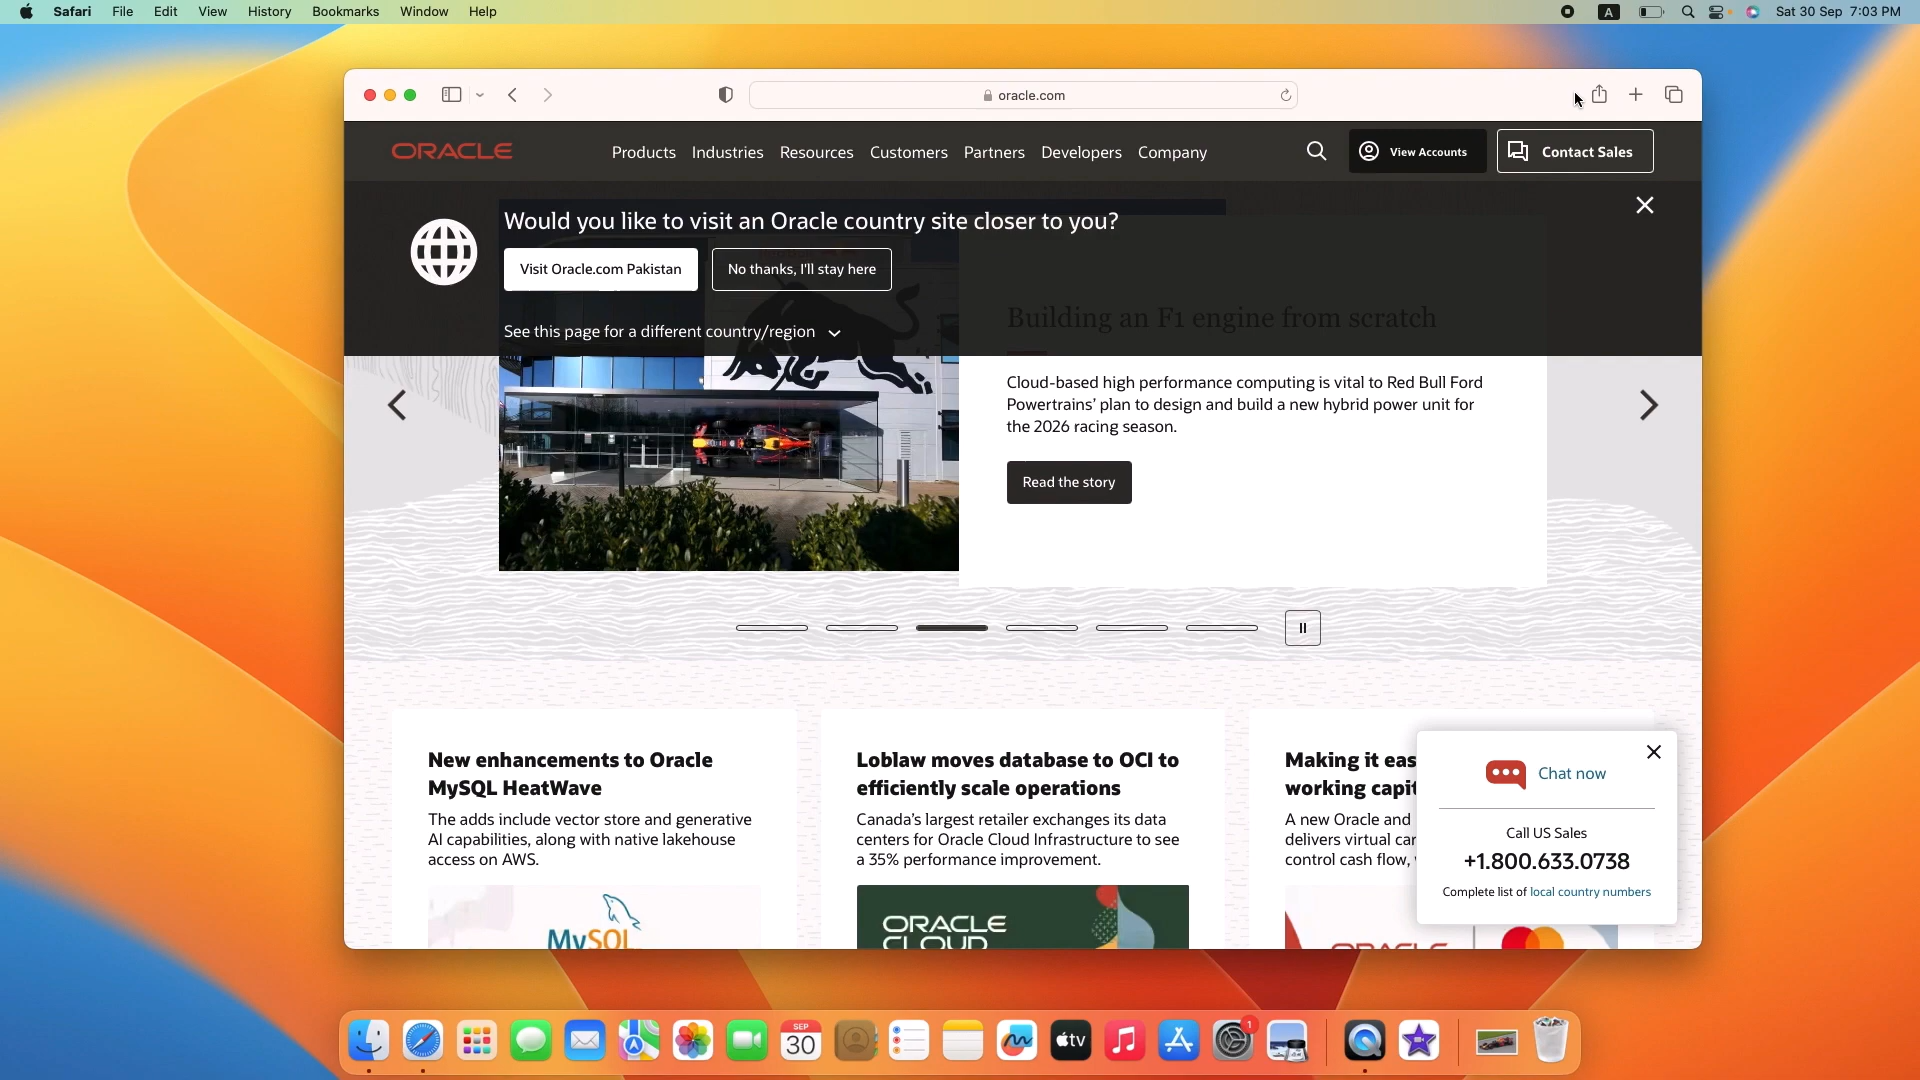 Safari File Edit View History Bookmarks Window Help
A
Sat 30 Sep 7:03 PM
oracle.com
ORACLE
Products Industries Resources Customers Partners Developers Company
View Accounts
Contact Sales
Would you like to visit an Oracle country site closer to you?
Visit Oracle.com Pakistan
No thanks, I'll stay here
See this page for a different country/region
Building an F1 engine from scratch
Cloud-based high performance computing is vital to Red Bull Ford
Powertrains' plan to design and build a new hybrid power unit for
the 2026 racing season.
Read the story
New enhancements to Oracle
MySQL HeatWave
The adds include vector store and generative
AI capabilities, along with native lakehouse
access on AWS.
MySQL
Loblaw moves database to OCI to
efficiently scale operations
Canada's largest retailer exchanges its data
centers for Oracle Cloud Infrastructure to see
a 35% performance improvement.
ORACLE
CLOUD
Making it eas
working capit
A new Oracle and
delivers virtual car
control cash flow,
ORACLE
Chat now
Call US Sales
+1.800.633.0738
Complete list of local country numbers
SEP
30
tv
1